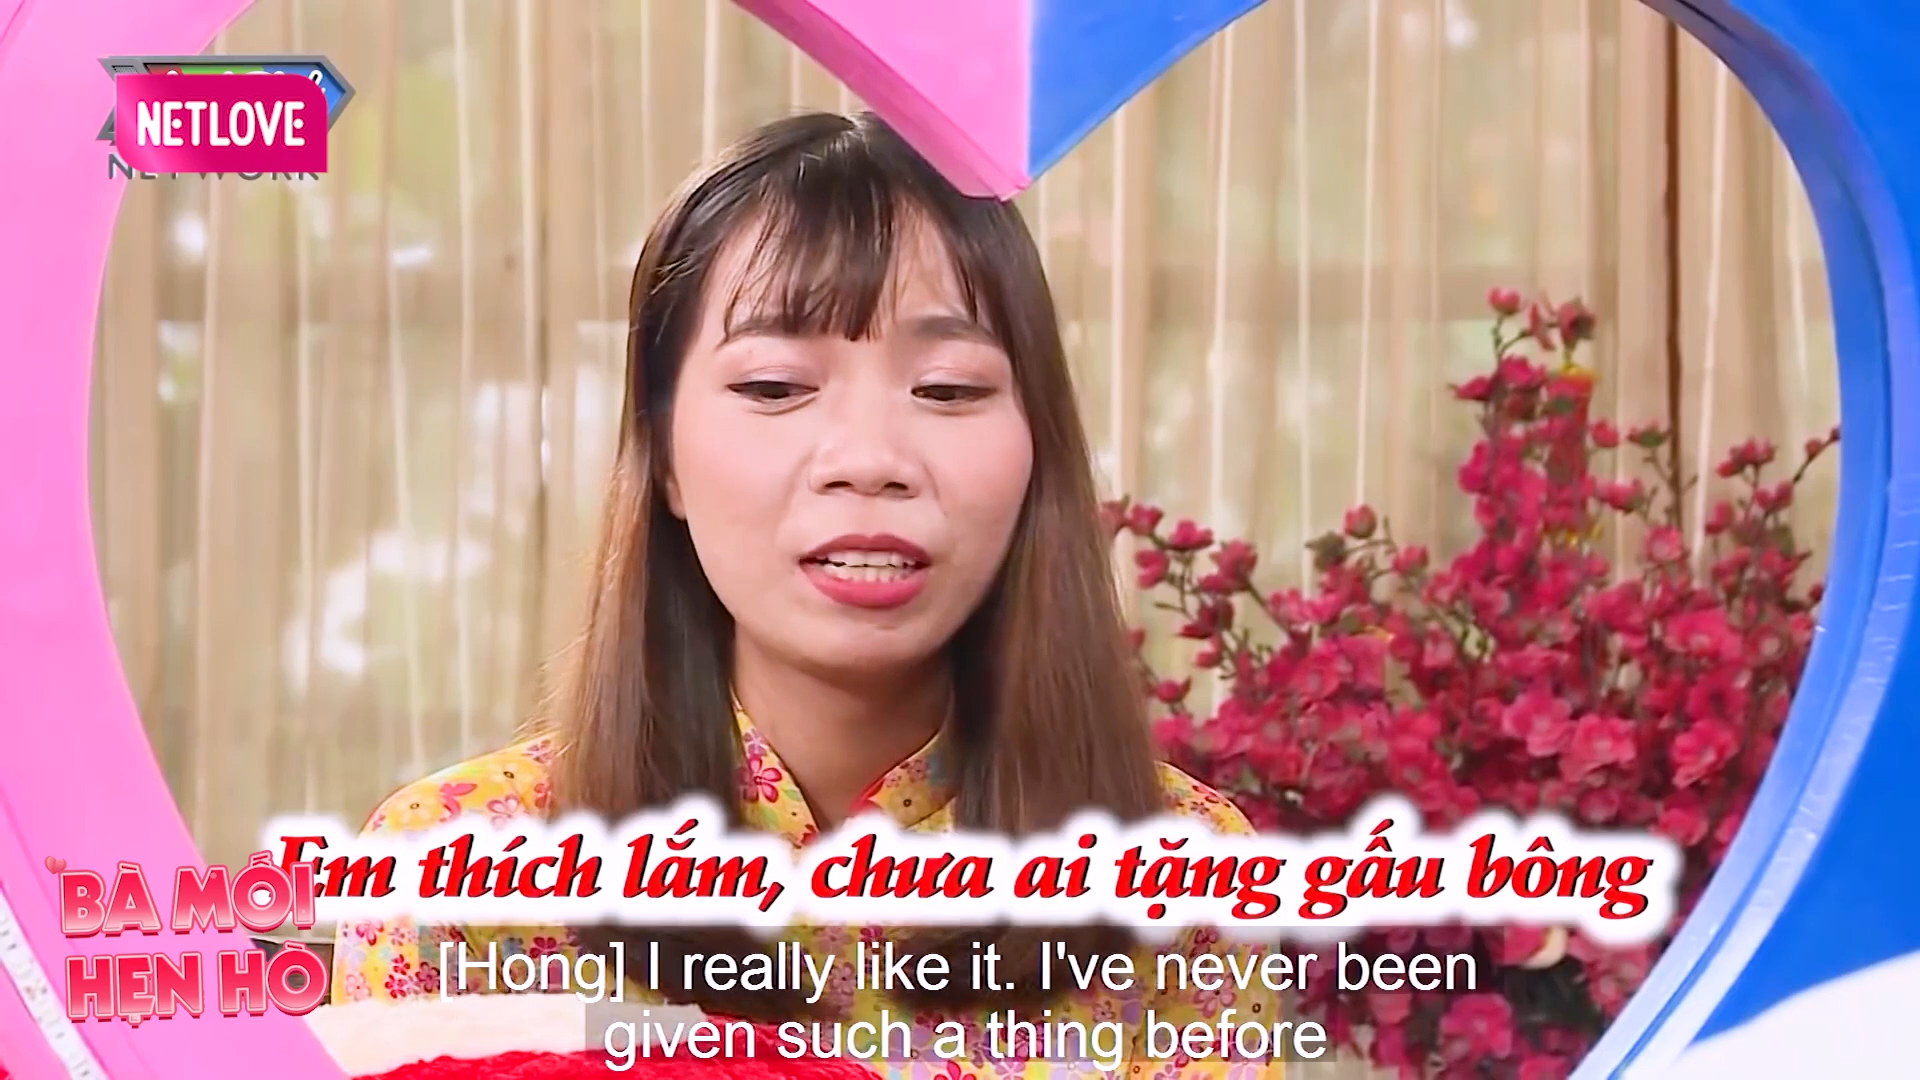 NETLOVE
NETWORK
Em thích lắm, chưa ai tặng gấu bông
BÀ MỐI
HẸN HÒ
[Hong] I really like it. I've never been
given such a thing before